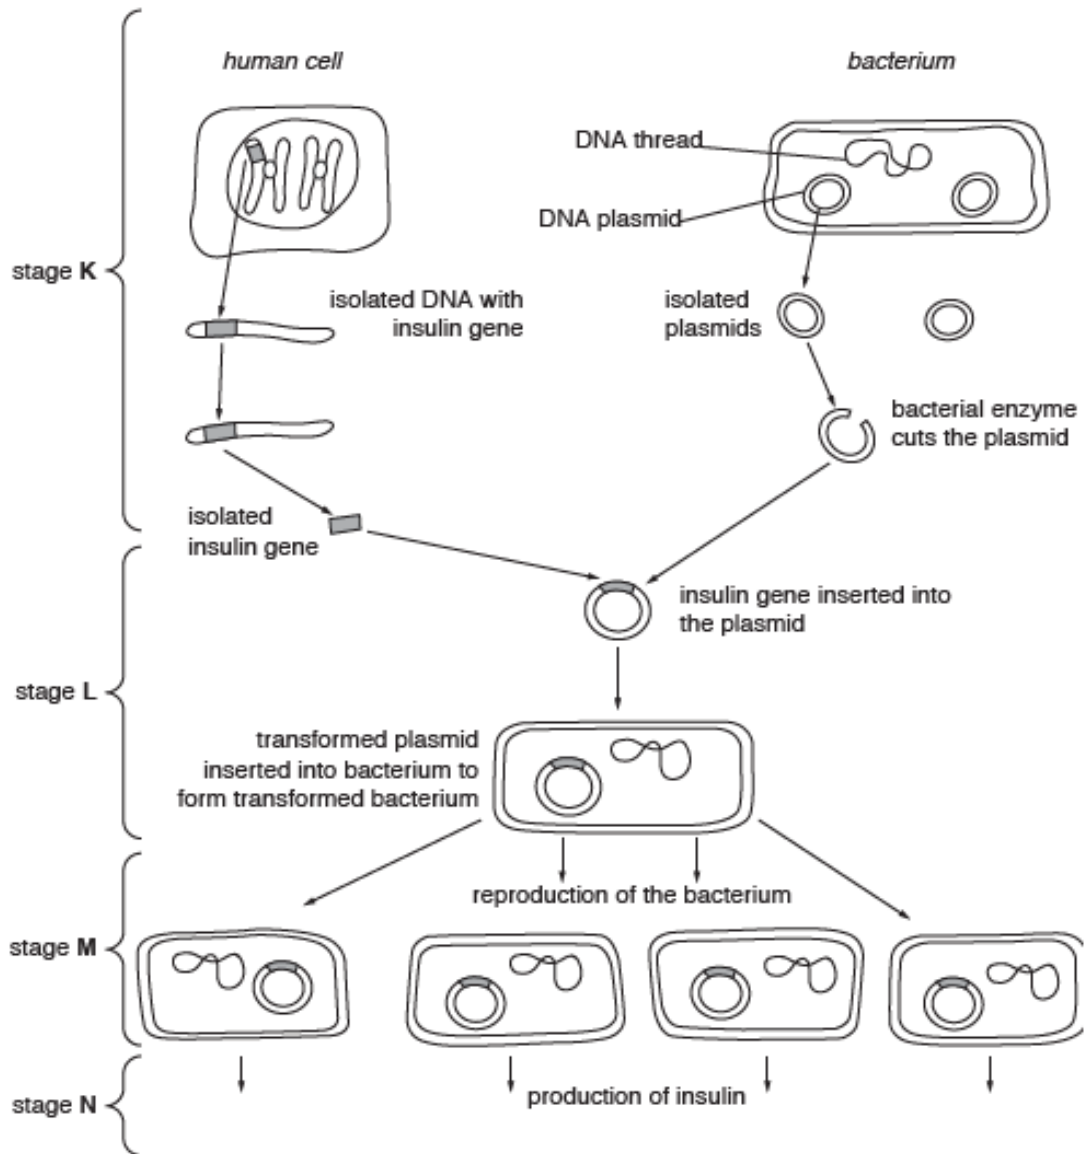 human cell
bacterium
DNA thread
DNA plasmid
stage K
isolated DNA with
insulin gene
isolated
plasmids
bacterial enzyme
cuts the plasmid
isolated
insulin gene
insulin gene inserted into
the plasmid
stage L
transformed plasmid
inserted into bacterium to
form transformed bacterium
reproduction of the bacterium
stage M
production of insulin
stage N